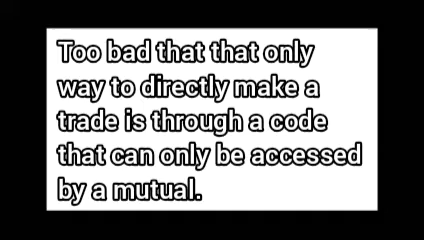 Too bad that that only
way to directly make a
trade is through a code
that can only be accessed
by a mutual.